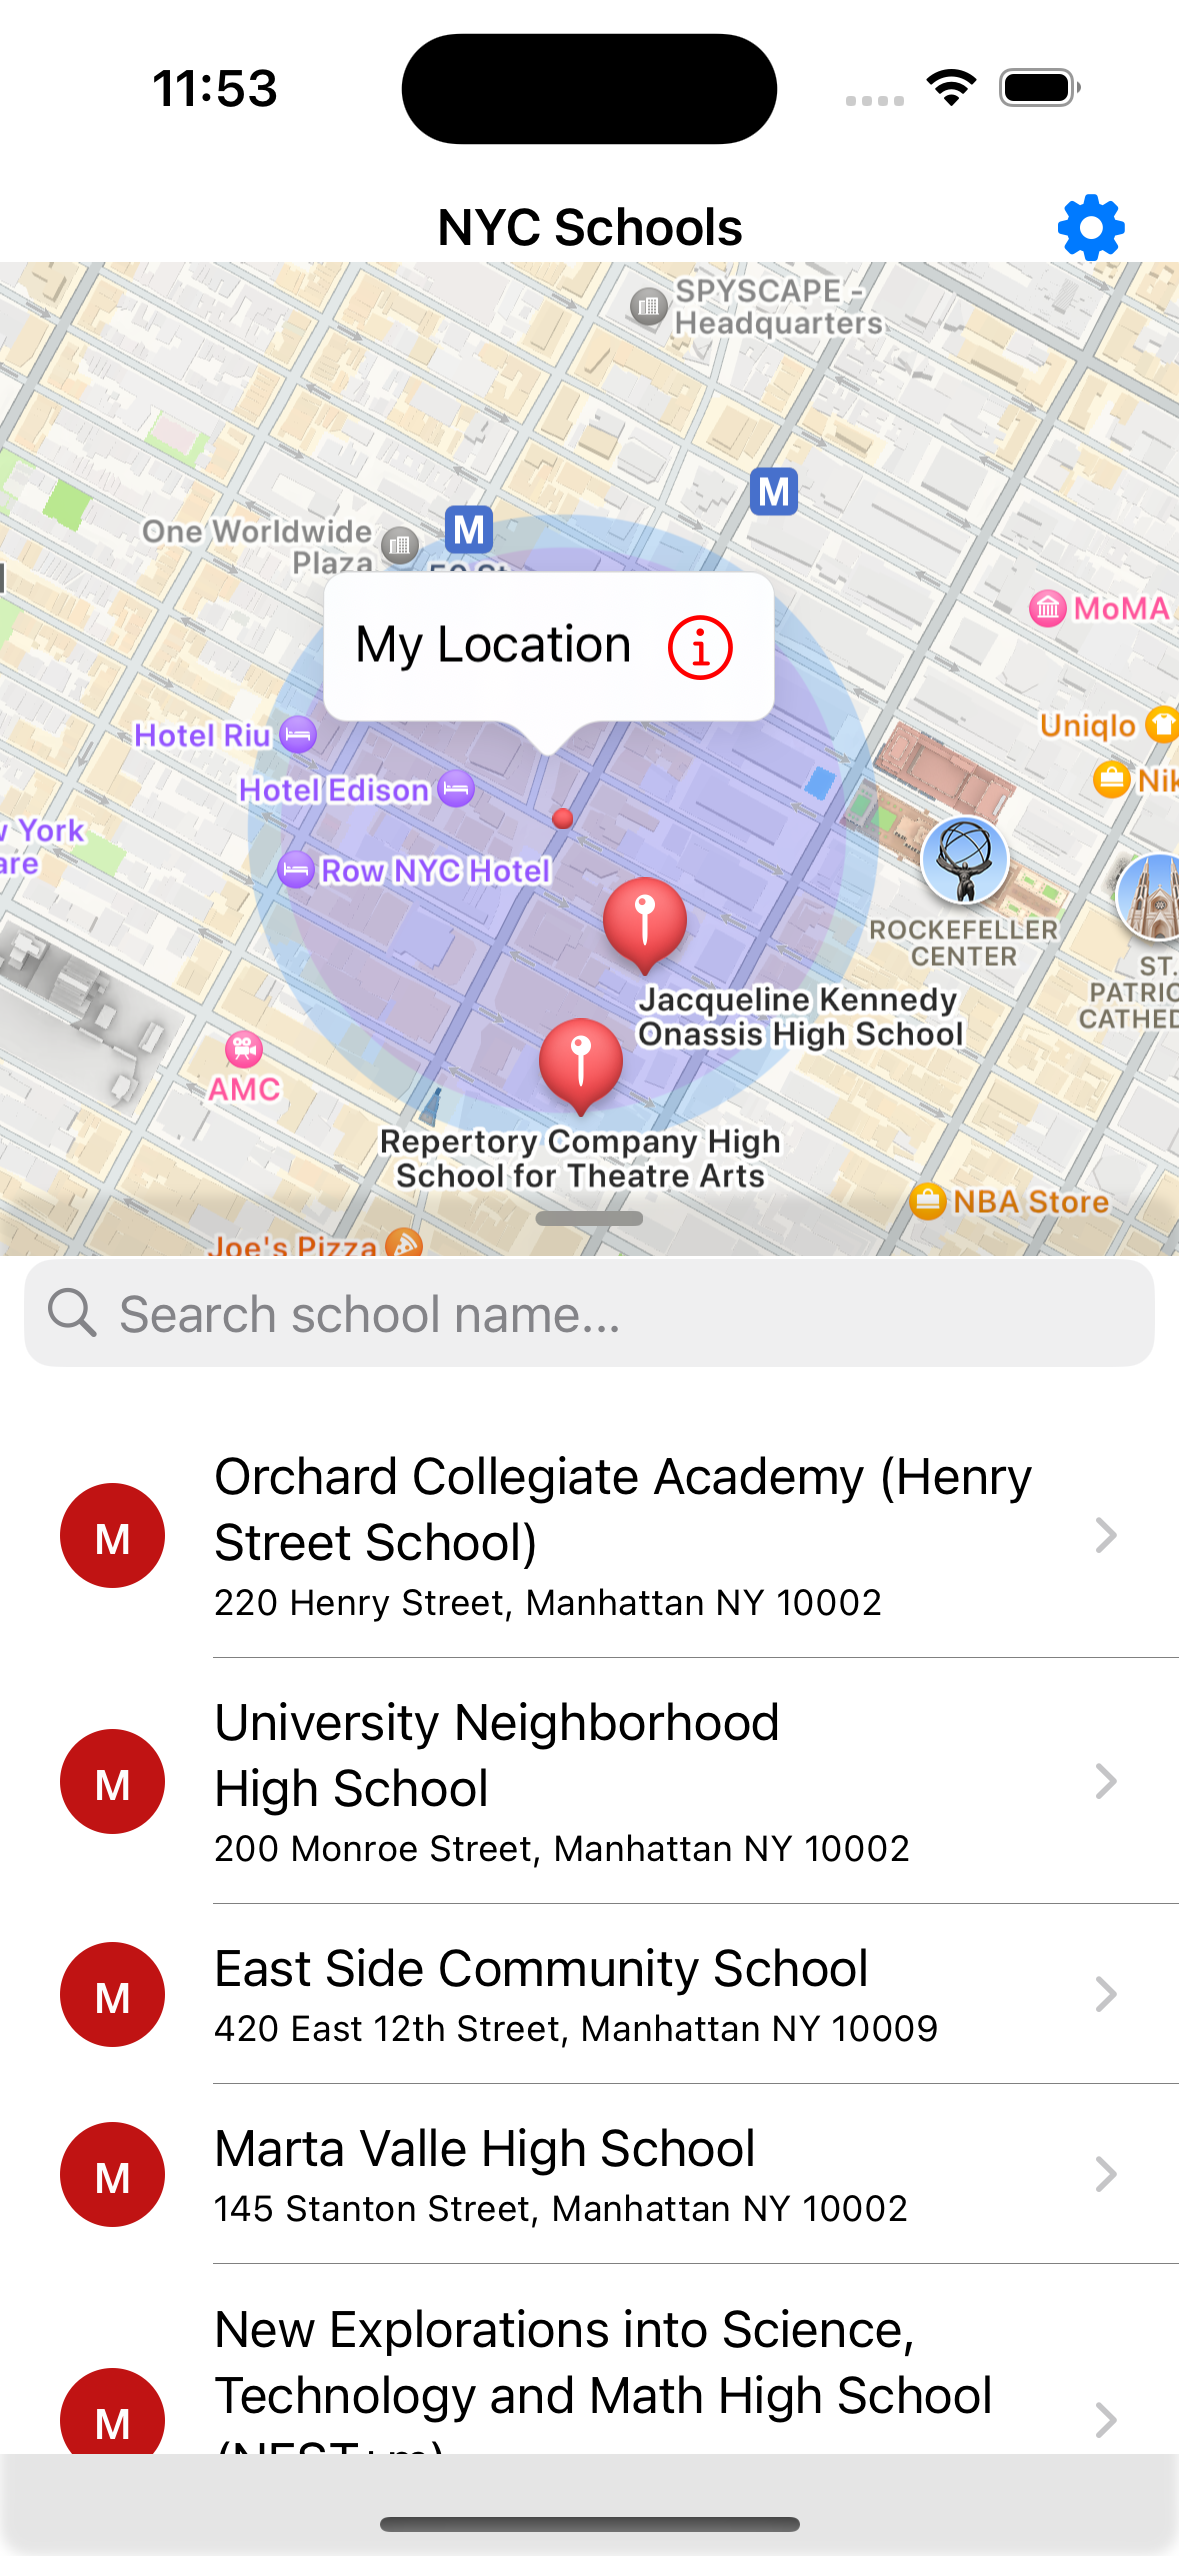 11:53
NYC Schools
SPYSCAPE -
Headquarters
M
M
One Worldwide
Plaza
MoMA
My Location
Hotel Riu
Uniqlo
Hotel Edison
York
Row NYC Hotel
ROCKEFELLER
CENTER
ST.
Jacqueline Kennedy
Onassis High School
AMC
Repertory Company High
School for Theatre Arts
NBA Store
Joe's Pizza
Search school name...
M
Orchard Collegiate Academy (Henry
Street School)
220 Henry Street, Manhattan NY 10002
M
University Neighborhood
High School
200 Monroe Street, Manhattan NY 10002
M
East Side Community School
420 East 12th Street, Manhattan NY 10009
M
Marta Valle High School
145 Stanton Street, Manhattan NY 10002
M
New Explorations into Science,
Technology and Math High School